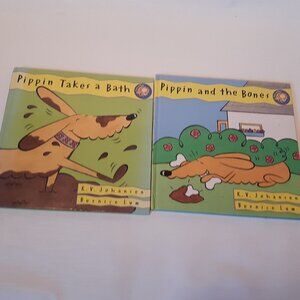 Pippin Takes a Bath
K.V. Johansen
Bernice Lum
Pippin and the Bones
K.V. Johansen
Bernice Lum